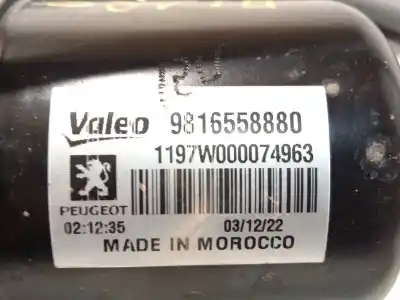 Valeo 9816558880
1197W000074963
PEUGEOT
02:12:35 03/12/22
MADE IN MOROCCO